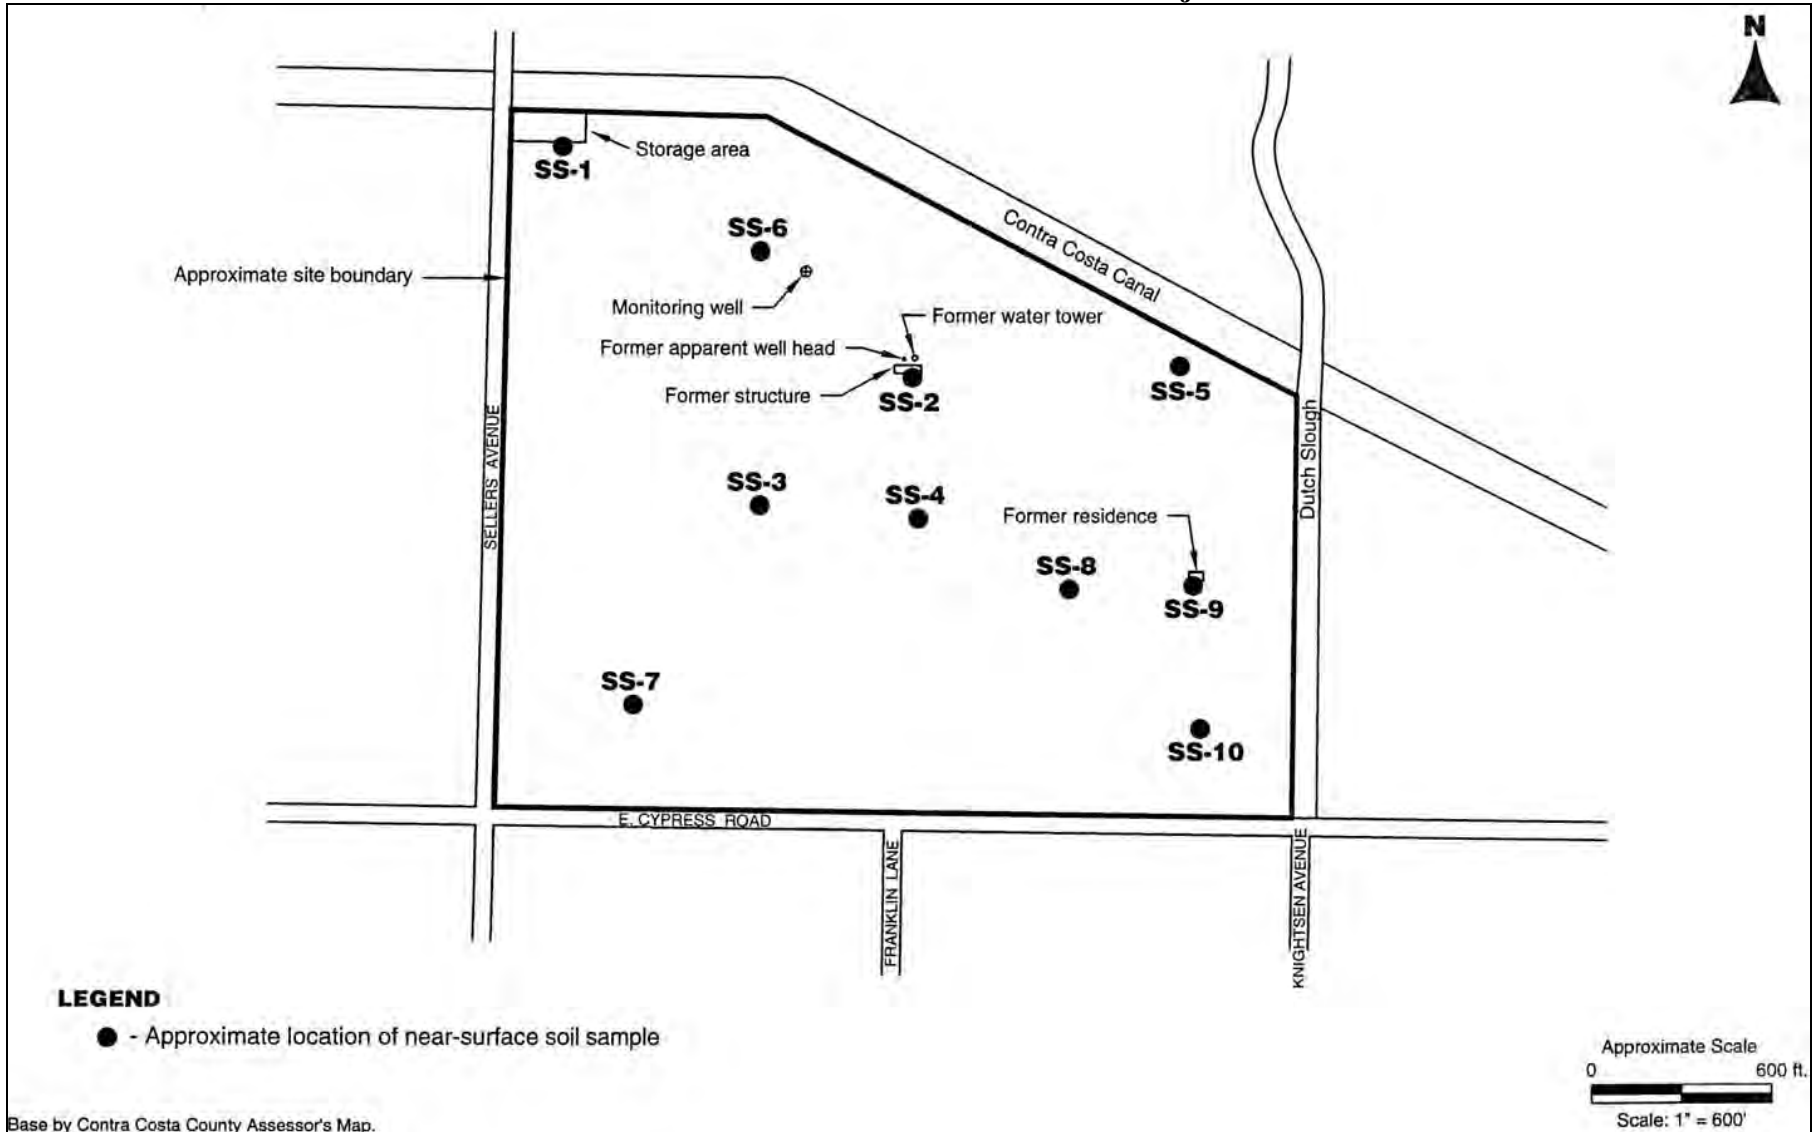 N
Storage area
SS-1
SS-6
Contra Costa Canal
Approximate site boundary
Monitoring well
Former water tower
Former apparent well head
Former structure
SS-2
SS-5
SELLERS AVENUE
Dutch Slough
SS-3
SS-4
Former residence
SS-8
SS-9
SS-7
SS-10
E. CYPRESS ROAD
FRANKLIN LANE
KNIGHTSEN AVENUE
LEGEND
- Approximate location of near-surface soil sample
Approximate Scale
0 600 ft.
Scale: 1" = 600'
Base by Contra Costa County Assessor's Map.